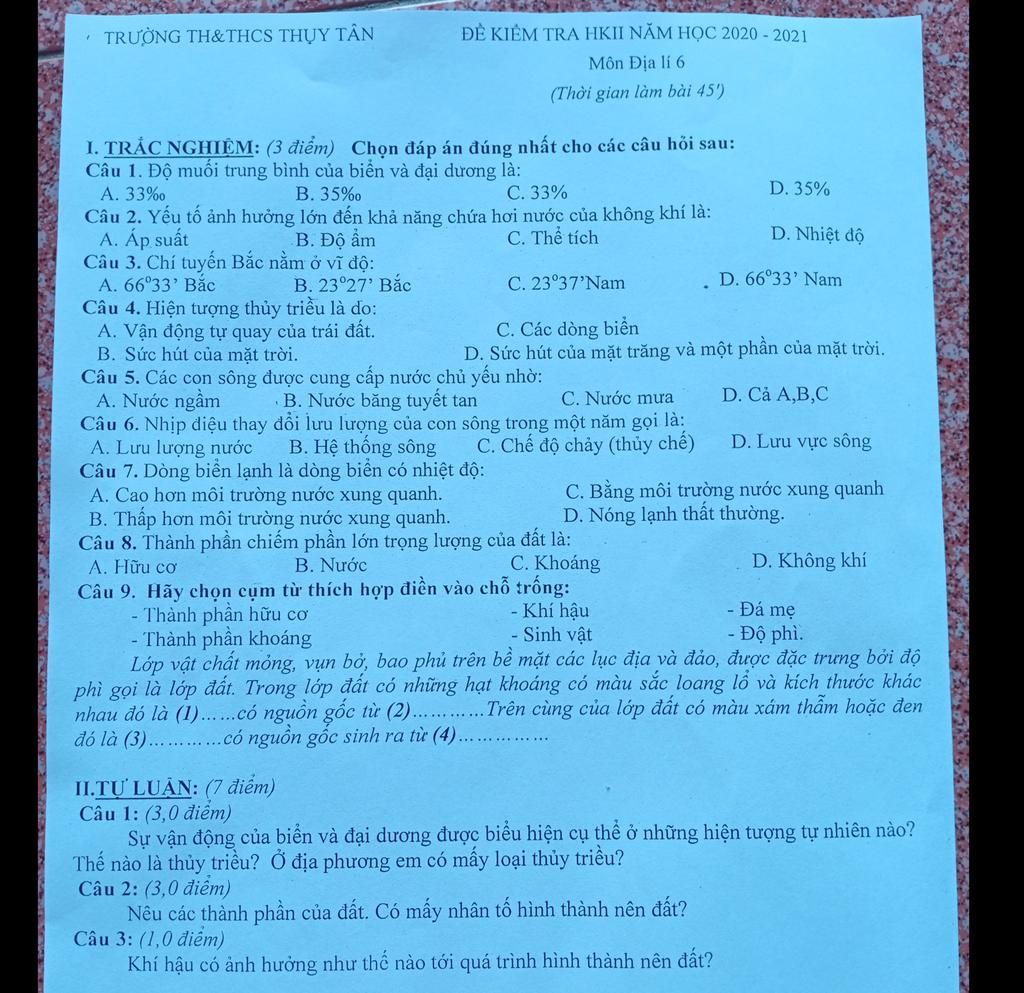 TRƯỜNG TH&THCS THỤY TÂN ĐỀ KIỂM TRA HKII NĂM HỌC 2020 - 2021
Môn Địa lí 6
(Thời gian làm bài 45')
I. TRẮC NGHIỆM: (3 điểm) Chọn đáp án đúng nhất cho các câu hỏi sau:
Câu 1. Độ muối trung bình của biển và đại dương là:
A. 33‰ B. 35‰ C. 33% D. 35%
Câu 2. Yếu tố ảnh hưởng lớn đến khả năng chứa hơi nước của không khí là:
A. Áp suất B. Độ ẩm C. Thể tích D. Nhiệt độ
Câu 3. Chí tuyến Bắc nằm ở vĩ độ:
A. 66⁰33’ Bắc B. 23⁰27’ Bắc C. 23⁰37’Nam D. 66⁰33’ Nam
Câu 4. Hiện tượng thủy triều là do:
A. Vận động tự quay của trái đất. C. Các dòng biển
B. Sức hút của mặt trời. D. Sức hút của mặt trăng và một phần của mặt trời.
Câu 5. Các con sông được cung cấp nước chủ yếu nhờ:
A. Nước ngầm B. Nước băng tuyết tan C. Nước mưa D. Cả A,B,C
Câu 6. Nhịp điệu thay đổi lưu lượng của con sông trong một năm gọi là:
A. Lưu lượng nước B. Hệ thống sông C. Chế độ chảy (thủy chế) D. Lưu vực sông
Câu 7. Dòng biển lạnh là dòng biển có nhiệt độ:
A. Cao hơn môi trường nước xung quanh. C. Bằng môi trường nước xung quanh
B. Thấp hơn môi trường nước xung quanh. D. Nóng lạnh thất thường.
Câu 8. Thành phần chiếm phần lớn trọng lượng của đất là:
A. Hữu cơ B. Nước C. Khoáng D. Không khí
Câu 9. Hãy chọn cụm từ thích hợp điền vào chỗ trống:
- Thành phần hữu cơ - Khí hậu - Đá mẹ
- Thành phần khoáng - Sinh vật - Độ phì.
Lớp vật chất mỏng, vụn bở, bao phủ trên bề mặt các lục địa và đảo, được đặc trưng bởi độ
phì gọi là lớp đất. Trong lớp đất có những hạt khoáng có màu sắc loang lổ và kích thước khác
nhau đó là (1)......có nguồn gốc từ (2)............Trên cùng của lớp đất có màu xám thẫm hoặc đen
đó là (3)............có nguồn gốc sinh ra từ (4)...............
II.TỰ LUẬN: (7 điểm)
Câu 1: (3,0 điểm)
Sự vận động của biển và đại dương được biểu hiện cụ thể ở những hiện tượng tự nhiên nào?
Thế nào là thủy triều? Ở địa phương em có mấy loại thủy triều?
Câu 2: (3,0 điểm)
Nêu các thành phần của đất. Có mấy nhân tố hình thành nên đất?
Câu 3: (1,0 điểm)
Khí hậu có ảnh hưởng như thế nào tới quá trình hình thành nên đất?